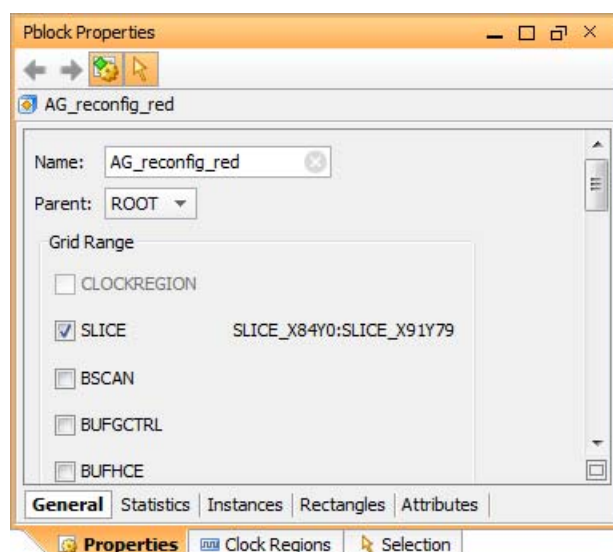 Pblock Properties
AG_reconfig_red
Name: AG_reconfig_red
Parent: ROOT
Grid Range
CLOCKREGION
SLICE SLICE_X84Y0:SLICE_X91Y79
BSCAN
BUFGCTRL
BUFHCE
General Statistics Instances Rectangles Attributes
Properties Clock Regions Selection